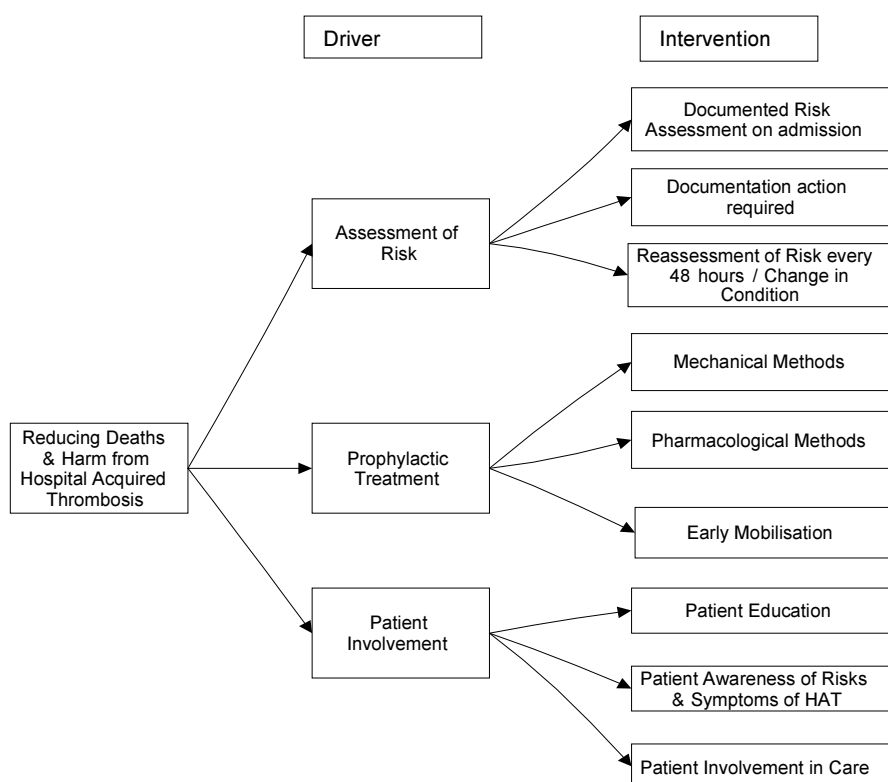 Driver
Intervention
Documented Risk
Assessment on admission
Documentation action
required
Assessment of
Risk
Reassessment of Risk every
48 hours / Change in
Condition
Mechanical Methods
Reducing Deaths
& Harm from
Hospital Acquired
Thrombosis
Prophylactic
Treatment
Pharmacological Methods
Early Mobilisation
Patient
Involvement
Patient Education
Patient Awareness of Risks
& Symptoms of HAT
Patient Involvement in Care